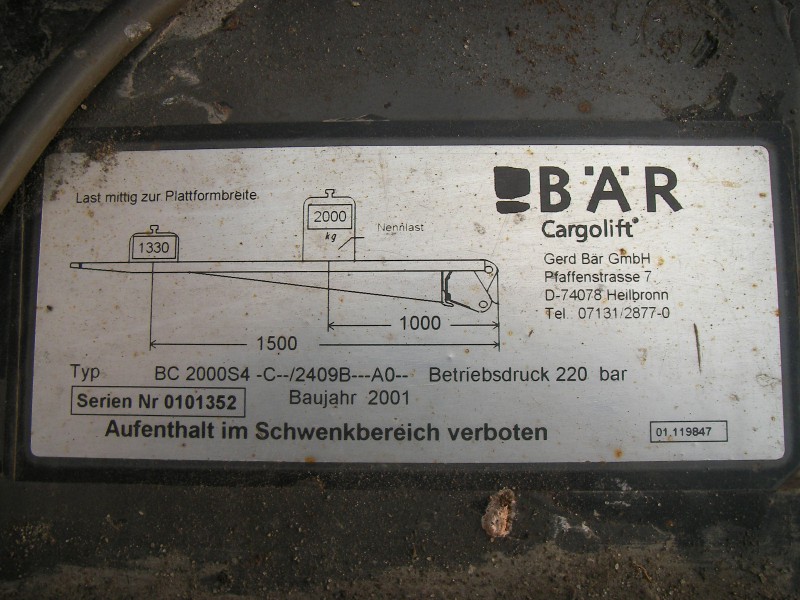 BÄR
Cargolift
Last mittig zur Plattformbreite
2000
kg
Nennlast
1330
Gerd Bär GmbH
Pfaffenstrasse 7
D-74078 Heilbronn
Tel 07131/2877-0
1000
1500
Typ BC 2000S4 -C--/2409B---A0-- Betriebsdruck 220 bar
Serien Nr 0101352 Baujahr 2001
Aufenthalt im Schwenkbereich verboten
01.119847